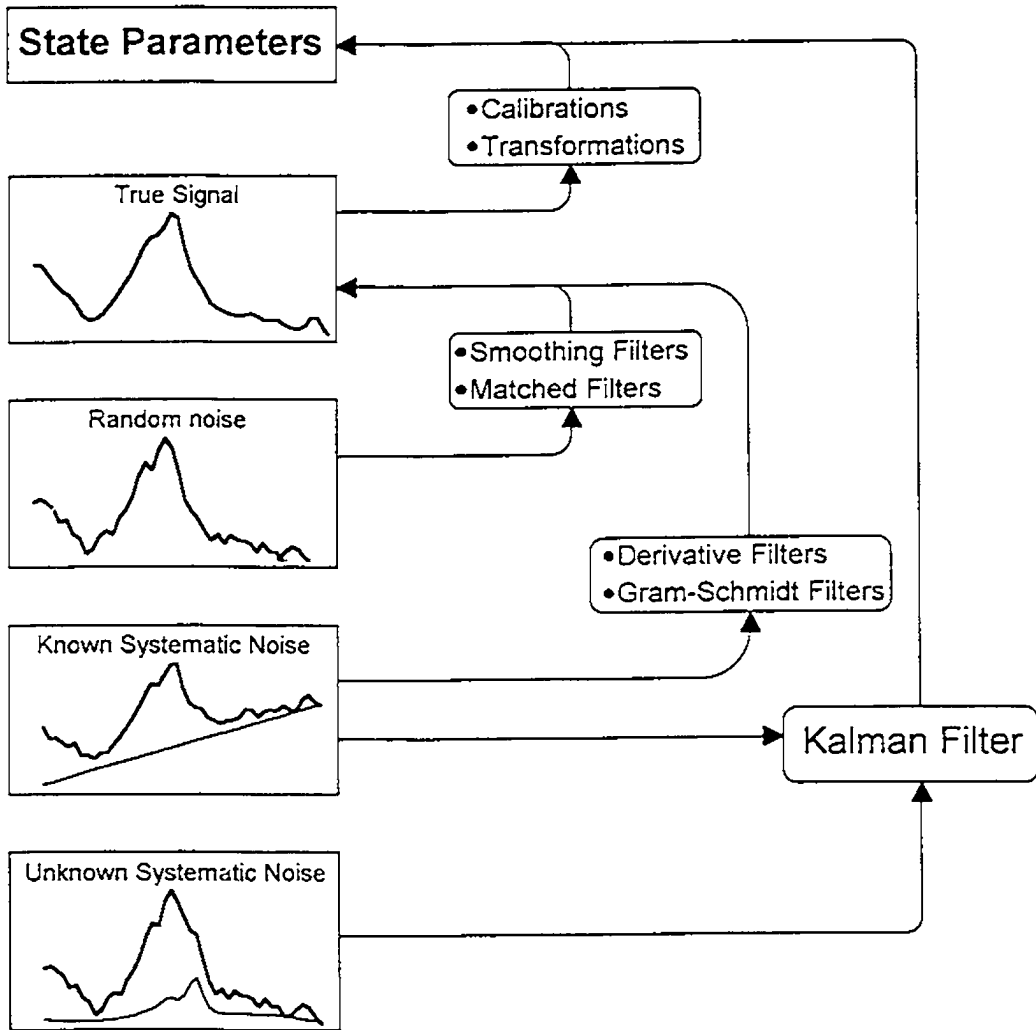 State Parameters
• Calibrations
• Transformations
True Signal
• Smoothing Filters
• Matched Filters
Random noise
• Derivative Filters
• Gram-Schmidt Filters
Known Systematic Noise
Kalman Filter
Unknown Systematic Noise